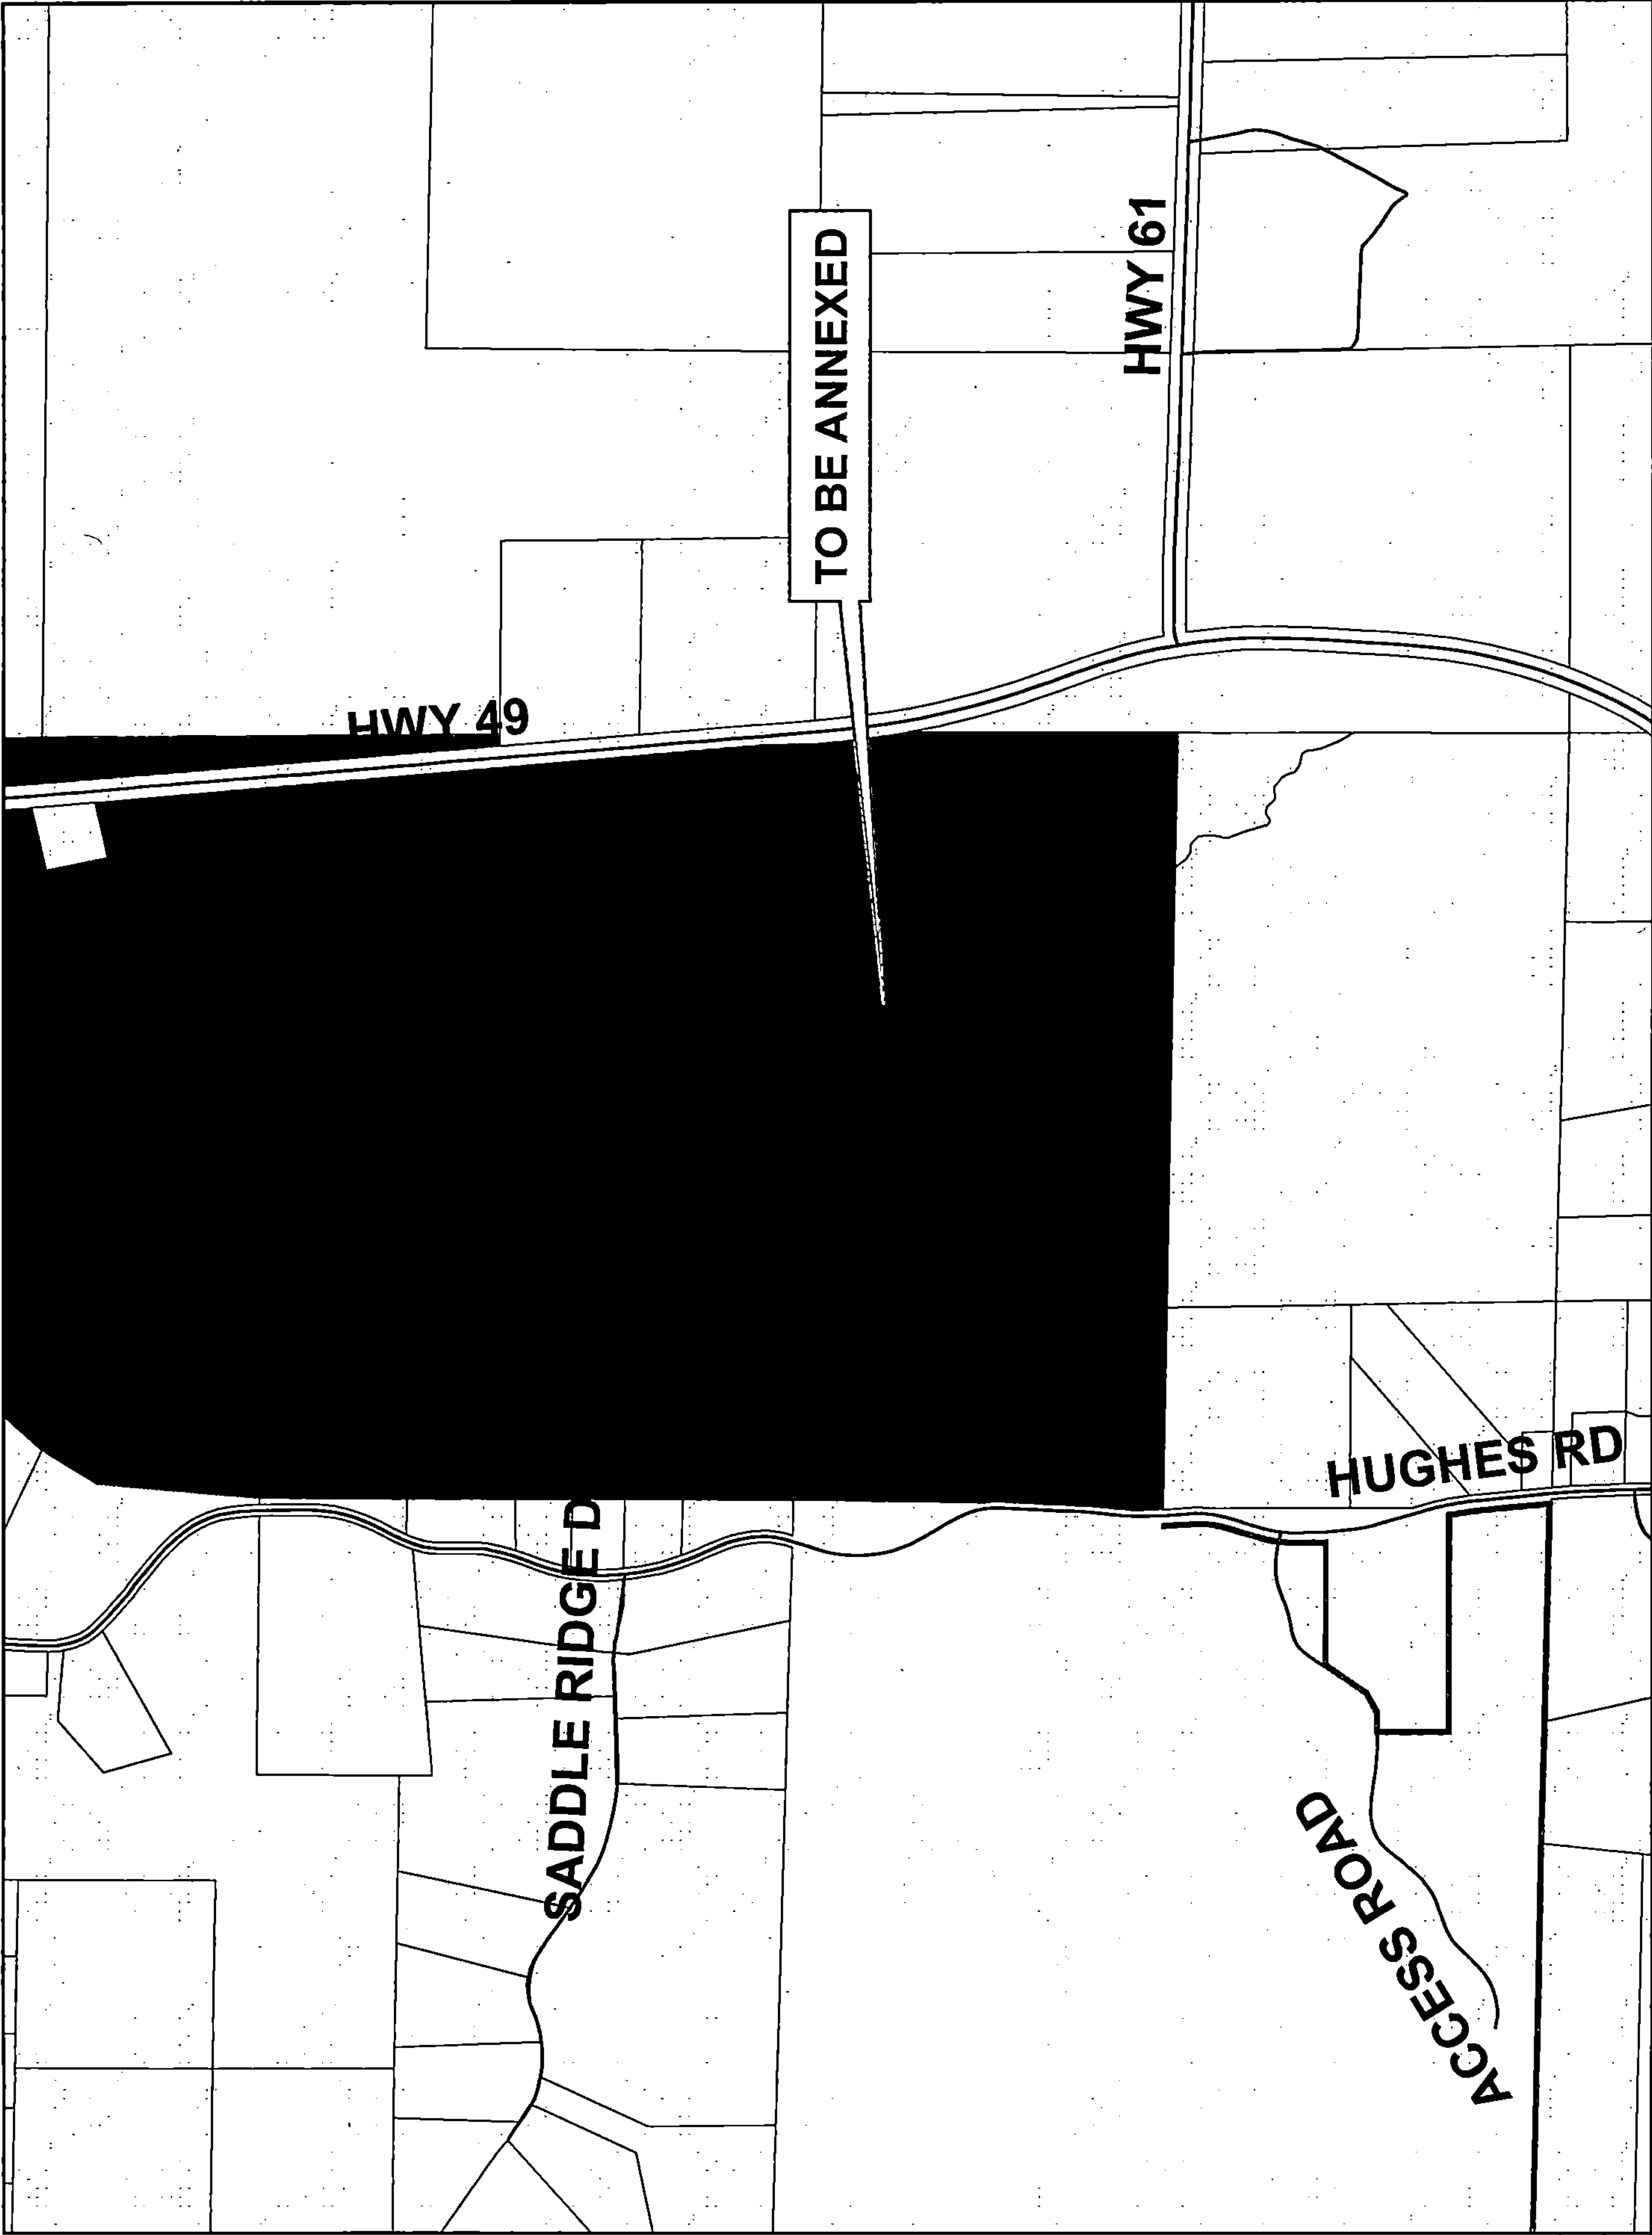 HWY 61
TO BE ANNEXED
HWY 49
HUGHES RD
SADDLE RIDGE D
ACCESS ROAD